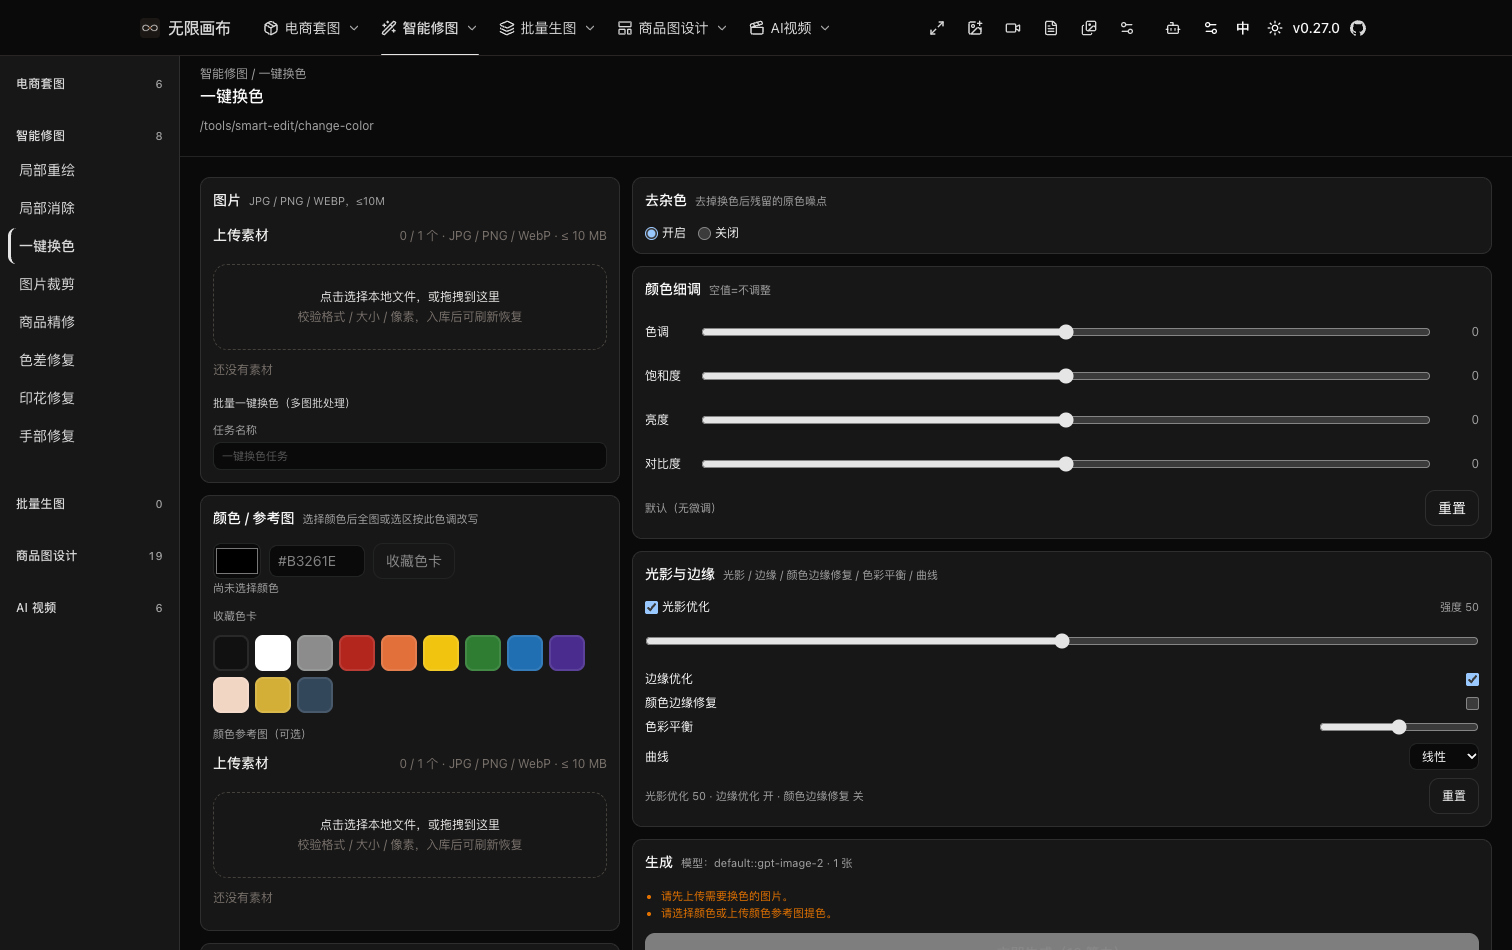 无限画布
电商套图
智能修图
批量生图
商品图设计
AI视频
中
v0.27.0
电商套图 6
智能修图 8
局部重绘
局部消除
一键换色
图片裁剪
商品精修
色差修复
印花修复
手部修复
批量生图 0
商品图设计 19
AI 视频 6
智能修图 / 一键换色
一键换色
/tools/smart-edit/change-color
图片 JPG / PNG / WEBP，≤10M
上传素材 0 / 1 个 · JPG / PNG / WebP · ≤ 10 MB
点击选择本地文件，或拖拽到这里
校验格式 / 大小 / 像素，入库后可刷新恢复
还没有素材
批量一键换色（多图批处理）
任务名称
一键换色任务
颜色 / 参考图 选择颜色后全图或选区按此色调改写
#B3261E 收藏色卡
尚未选择颜色
收藏色卡
颜色参考图（可选）
上传素材 0 / 1 个 · JPG / PNG / WebP · ≤ 10 MB
点击选择本地文件，或拖拽到这里
校验格式 / 大小 / 像素，入库后可刷新恢复
还没有素材
去杂色 去掉换色后残留的原色噪点
开启 关闭
颜色细调 空值=不调整
色调 0
饱和度 0
亮度 0
对比度 0
默认（无微调） 重置
光影与边缘 光影 / 边缘 / 颜色边缘修复 / 色彩平衡 / 曲线
光影优化 强度 50
边缘优化
颜色边缘修复
色彩平衡
曲线 线性
光影优化 50 · 边缘优化 开 · 颜色边缘修复 关 重置
生成 模型：default::gpt-image-2 · 1 张
请先上传需要换色的图片。
请选择颜色或上传颜色参考图提色。